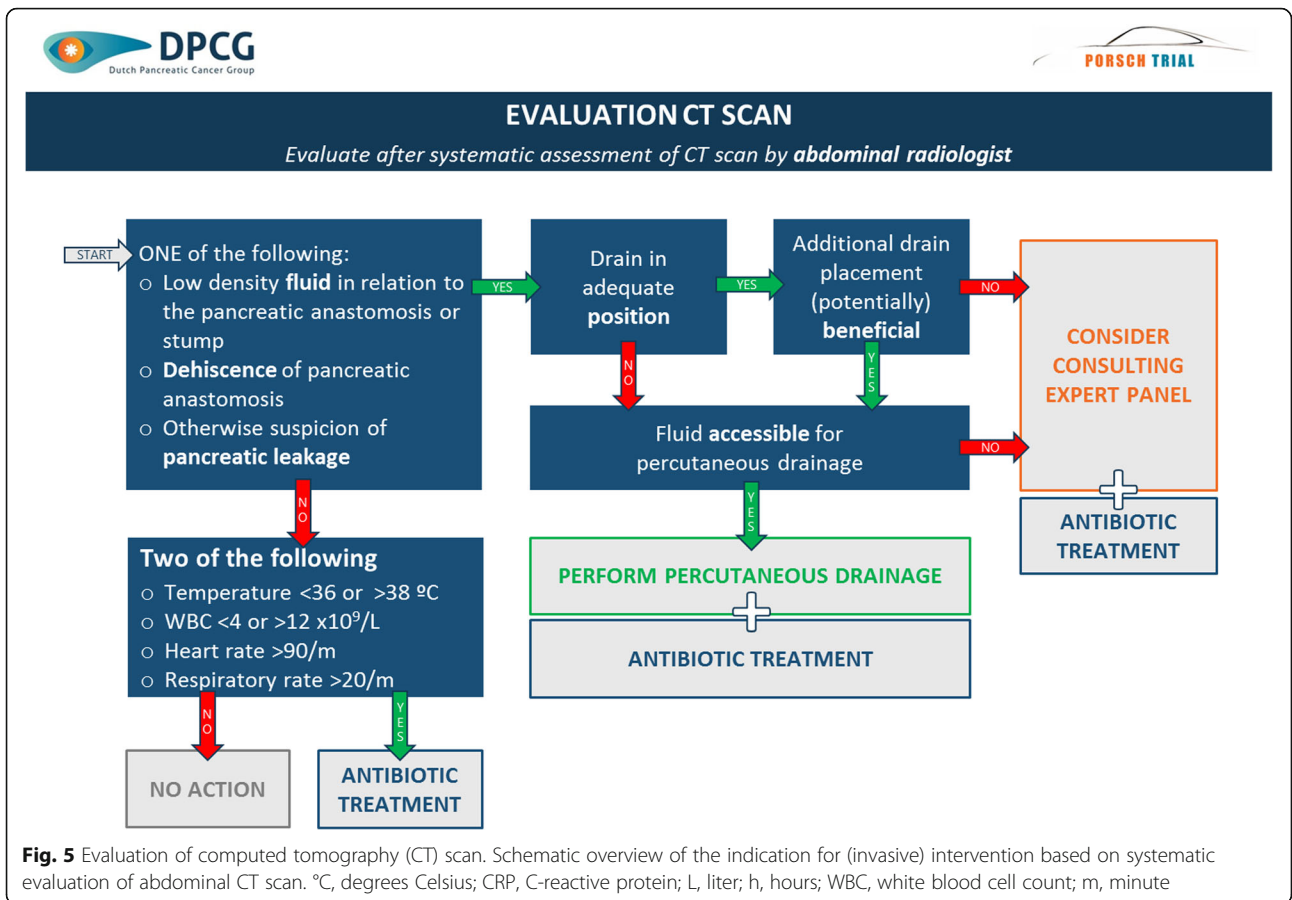 DPCG
Dutch Pancreatic Cancer Group
PORSCH TRIAL
EVALUATION CT SCAN
Evaluate after systematic assessment of CT scan by abdominal radiologist
START
ONE of the following:
o Low density fluid in relation to
the pancreatic anastomosis or
stump
o Dehiscence of pancreatic
anastomosis
o Otherwise suspicion of
pancreatic leakage
YES
Drain in
adequate
position
YES
Additional drain
placement
(potentially)
beneficial
NO
CONSIDER
CONSULTING
EXPERT PANEL
NO
YES
Fluid accessible for
percutaneous drainage
NO
ANTIBIOTIC
TREATMENT
NO
YES
Two of the following
o Temperature <36 or >38 ºC
o WBC <4 or >12 x10⁹/L
o Heart rate >90/m
o Respiratory rate >20/m
PERFORM PERCUTANEOUS DRAINAGE
ANTIBIOTIC TREATMENT
NO
YES
NO ACTION
ANTIBIOTIC
TREATMENT
Fig. 5 Evaluation of computed tomography (CT) scan. Schematic overview of the indication for (invasive) intervention based on systematic
evaluation of abdominal CT scan. °C, degrees Celsius; CRP, C-reactive protein; L, liter; h, hours; WBC, white blood cell count; m, minute